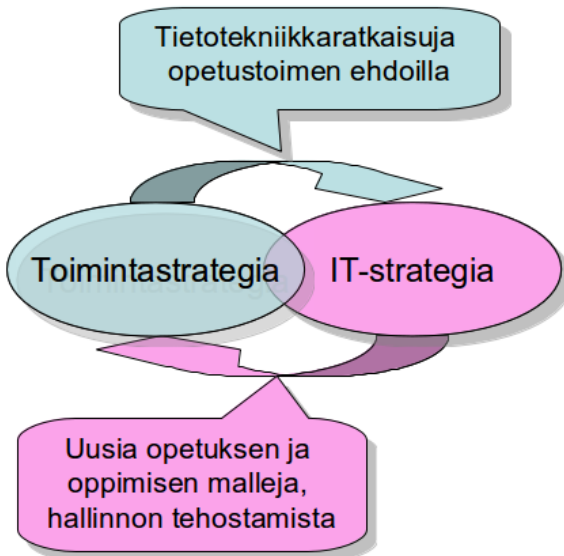 Tietotekniikkaratkaisuja
opetustoimen ehdoilla
Toimintastrategia
IT-strategia
Uusia opetuksen ja
oppimisen malleja,
hallinnon tehostamista